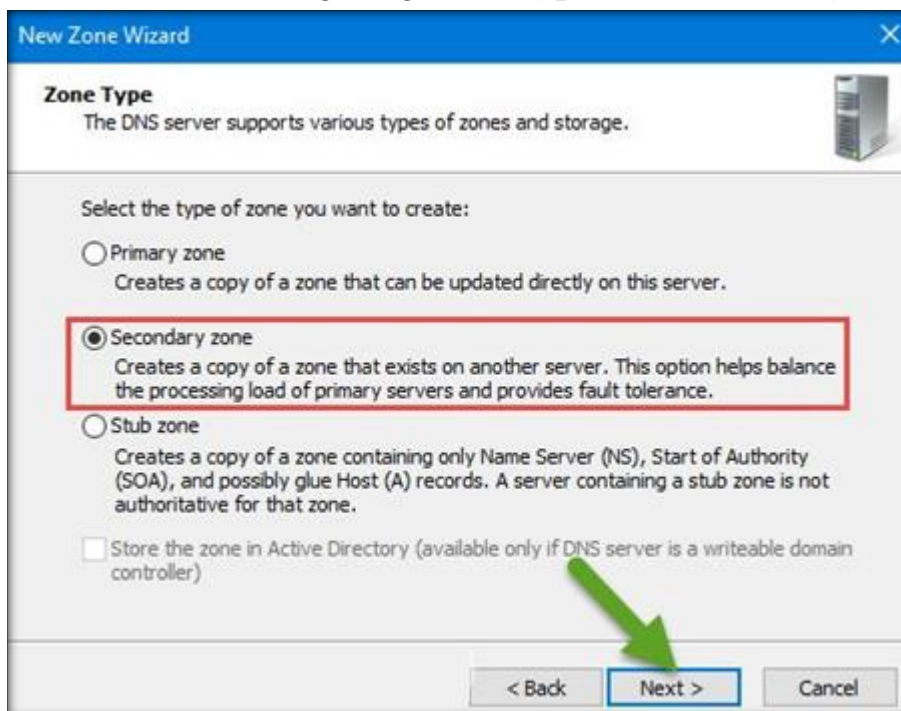 New Zone Wizard
Zone Type
The DNS server supports various types of zones and storage.
Select the type of zone you want to create:
Primary zone
Creates a copy of a zone that can be updated directly on this server.
Secondary zone
Creates a copy of a zone that exists on another server. This option helps balance
the processing load of primary servers and provides fault tolerance.
Stub zone
Creates a copy of a zone containing only Name Server (NS), Start of Authority
(SOA), and possibly glue Host (A) records. A server containing a stub zone is not
authoritative for that zone.
Store the zone in Active Directory (available only if DNS server is a writeable domain
controller)
< Back Next > Cancel